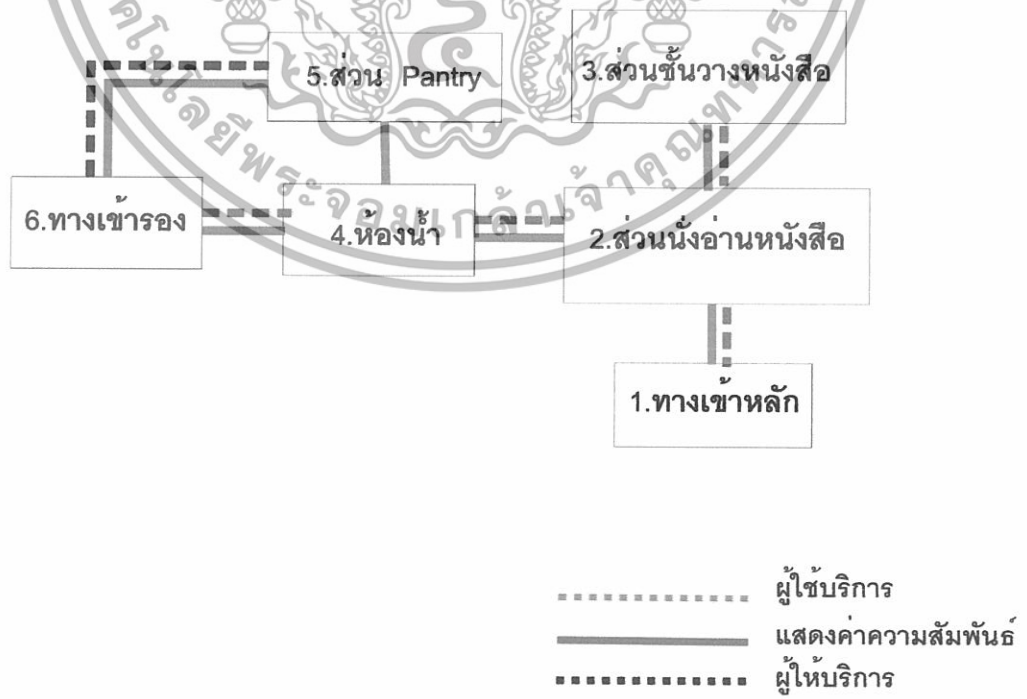 5.ส่วน Pantry
3.ส่วนชั้นวางหนังสือ
6.ทางเข้ารอง
4.ห้องน้ำ
2.ส่วนนั่งอ่านหนังสือ
1.ทางเข้าหลัก
ผู้ใช้บริการ
แสดงค่าความสัมพันธ์
ผู้ให้บริการ